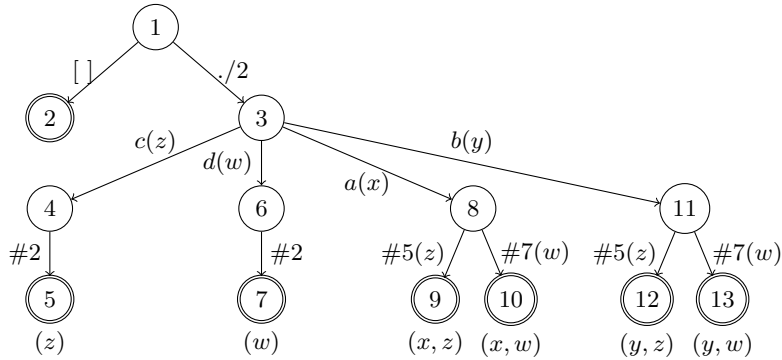 1
[ ] ./2
2 3
c(z) d(w) a(x) b(y)
4 6 8 11
#2 #2 #5(z) #7(w) #5(z) #7(w)
5 7 9 10 12 13
(z) (w) (x, z) (x, w) (y, z) (y, w)